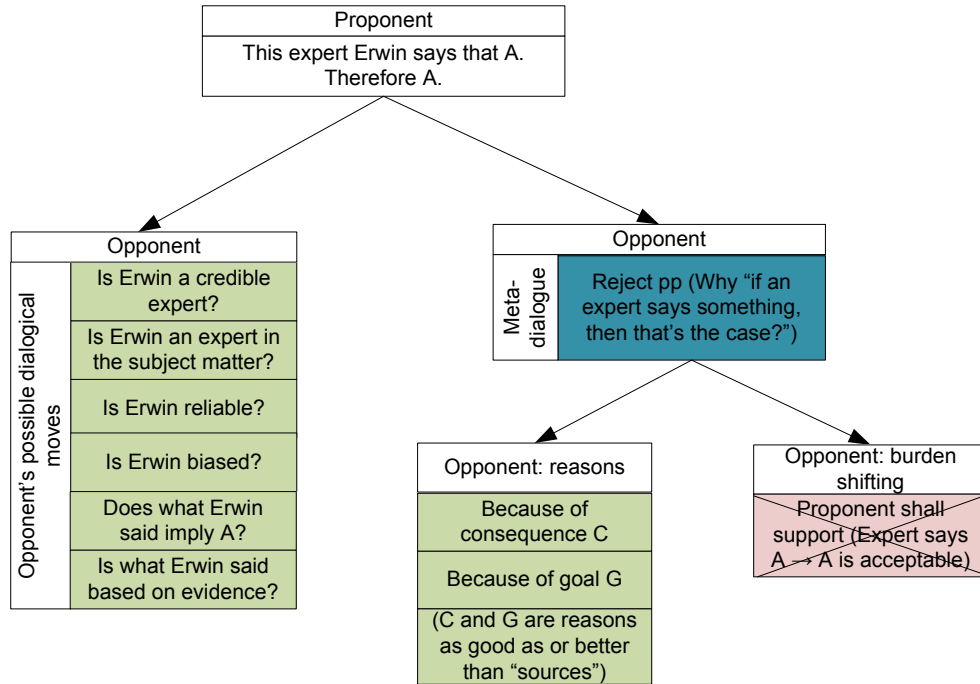 Proponent
This expert Erwin says that A.
Therefore A.
Opponent
Opponent's possible dialogical
moves
Is Erwin a credible
expert?
Is Erwin an expert in
the subject matter?
Is Erwin reliable?
Is Erwin biased?
Does what Erwin
said imply A?
Is what Erwin said
based on evidence?
Opponent
Meta-
dialogue
Reject pp (Why “if an
expert says something,
then that’s the case?”)
Opponent: reasons
Because of
consequence C
Because of goal G
(C and G are reasons
as good as or better
than “sources”)
Opponent: burden
shifting
Proponent shall
support (Expert says
A → A is acceptable)